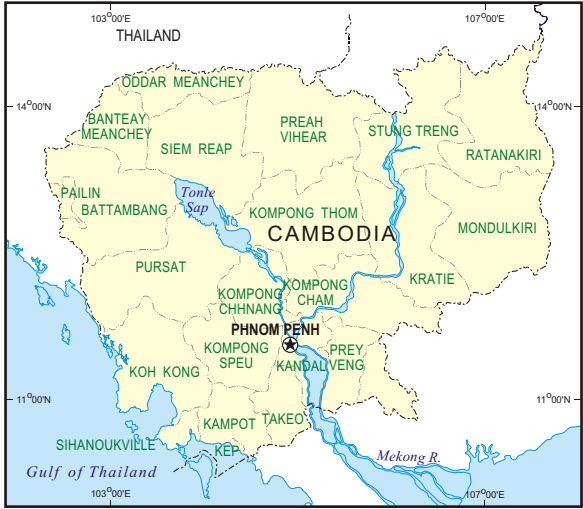 103°00'E
107°00'E
THAILAND
ODDAR MEANCHEY
14°00'N
14°00'N
BANTEAY
MEANCHEY
PREAH
VIHEAR
STUNG TRENG
SIEM REAP
RATANAKIRI
PAILIN
BATTAMBANG
Tonle
Sap
KOMPONG THOM
MONDULKIRI
CAMBODIA
PURSAT
KRATIE
KOMPONG
CHHNANG
KOMPONG
CHAM
PHNOM PENH
KOMPONG
SPEU
KANDAL
PREY
VENG
KOH KONG
11°00'N
11°00'N
KAMPOT
TAKEO
SIHANOUKVILLE
KEP
Mekong R.
Gulf of Thailand
103°00'E
107°00'E